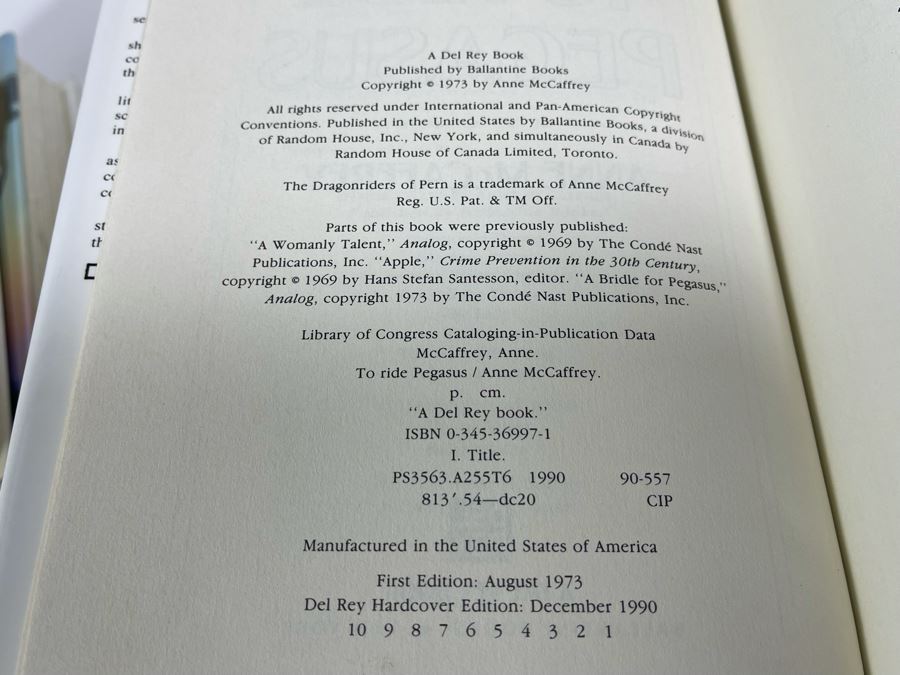 A Del Rey Book
Published by Ballantine Books
Copyright © 1973 by Anne McCaffrey
All rights reserved under International and Pan-American Copyright
Conventions. Published in the United States by Ballantine Books, a division
of Random House, Inc., New York, and simultaneously in Canada by
Random House of Canada Limited, Toronto.
The Dragonriders of Pern is a trademark of Anne McCaffrey
Reg. U.S. Pat. & TM Off.
Parts of this book were previously published:
"A Womanly Talent," Analog, copyright © 1969 by The Condé Nast
Publications, Inc. "Apple," Crime Prevention in the 30th Century,
copyright © 1969 by Hans Stefan Santesson, editor. "A Bridle for Pegasus,"
Analog, copyright 1973 by The Condé Nast Publications, Inc.
Library of Congress Cataloging-in-Publication Data
McCaffrey, Anne.
To ride Pegasus / Anne McCaffrey.
p. cm.
"A Del Rey book."
ISBN 0-345-36997-1
I. Title.
PS3563.A255T6 1990 90-557
813'.54—dc20 CIP
Manufactured in the United States of America
First Edition: August 1973
Del Rey Hardcover Edition: December 1990
10 9 8 7 6 5 4 3 2 1